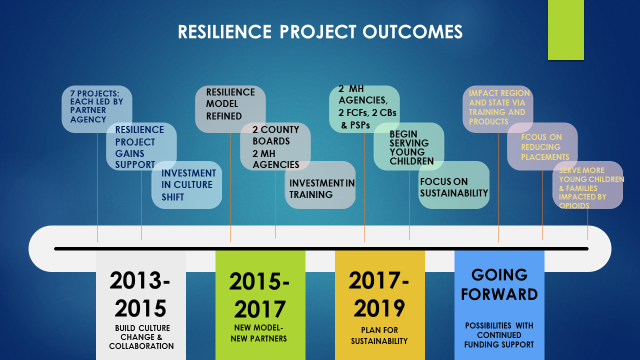 RESILIENCE PROJECT OUTCOMES
7 PROJECTS:
EACH LED BY
PARTNER
AGENCY
RESILIENCE
PROJECT
GAINS
SUPPORT
INVESTMENT
IN CULTURE
SHIFT
RESILIENCE
MODEL
REFINED
2 COUNTY
BOARDS
2 MH
AGENCIES
INVESTMENT IN
TRAINING
2 MH
AGENCIES,
2 FCFs, 2 CBs
& PSPs
BEGIN
SERVING
YOUNG
CHILDREN
FOCUS ON
SUSTAINABILITY
IMPACT REGION
AND STATE VIA
TRAINING AND
PRODUCTS
FCOUS ON
REDUCING
PLACEMENTS
SERVE MORE
YOUNG CHILDREN
& FAMILIES
IMPACTED BY
OPIOIDS
2013-
2015
BUILD CULTURE
CHANGE &
COLLABORATION
2015-
2017
NEW MODEL-
NEW PARTNERS
2017-
2019
PLAN FOR
SUSTAINABILITY
GOING
FORWARD
POSSIBILITIES WITH
CONTINUED
FUNDING SUPPORT